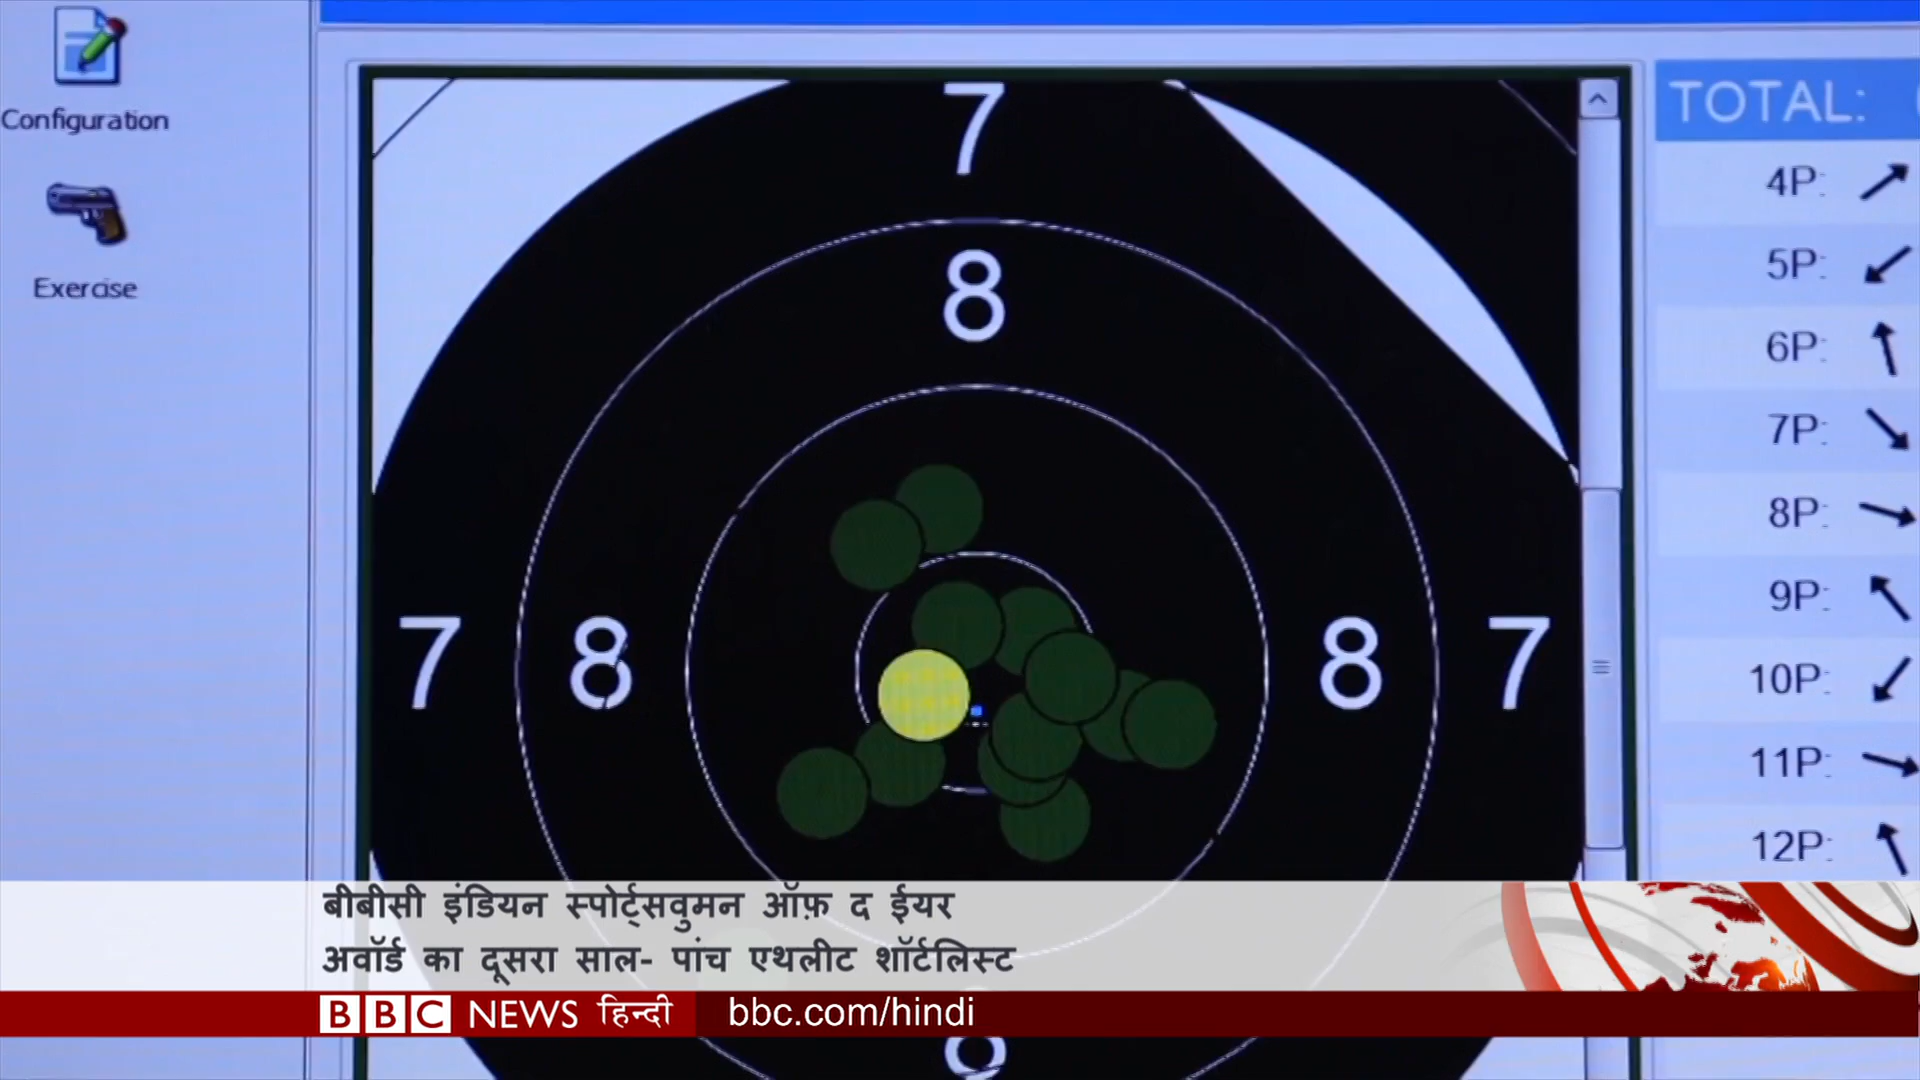 Configuration
Exercise
7
8
7
8
8
7
8
TOTAL:
4P:
5P:
6P:
7P:
8P:
9P:
10P:
11P:
12P:
बीबीसी इंडियन स्पोर्ट्सवुमन ऑफ़ द ईयर
अवॉर्ड का दूसरा साल- पांच एथलीट शॉर्टलिस्ट
BBC NEWS हिन्दी bbc.com/hindi